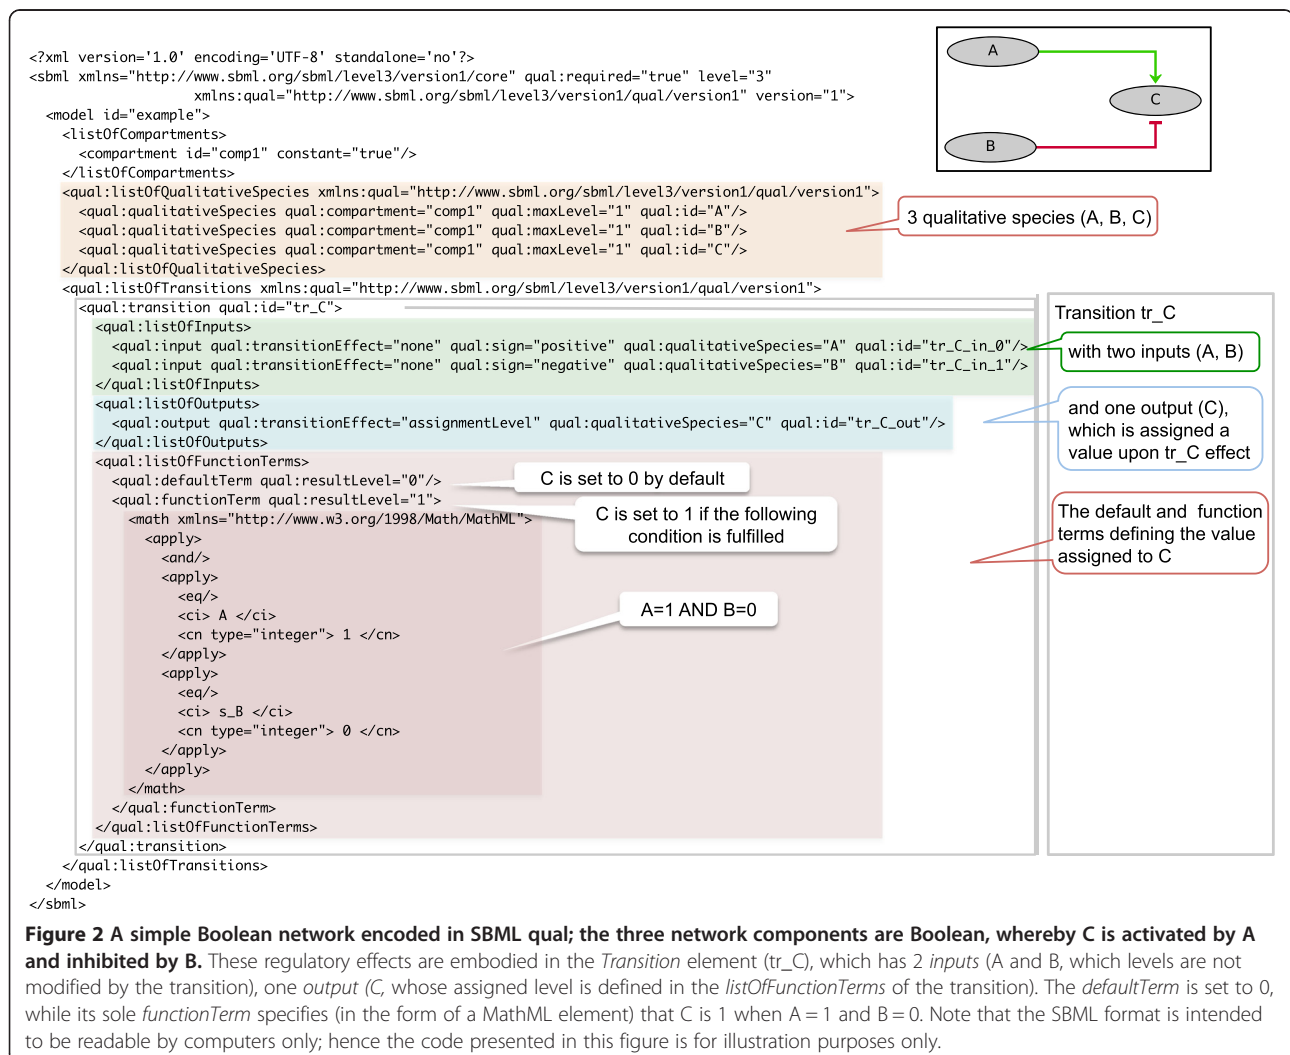 <?xml version='1.0' encoding='UTF-8' standalone='no'?>
<sbml xmlns="http://www.sbml.org/sbml/level3/version1/core" qual:required="true" level="3"
xmlns:qual="http://www.sbml.org/sbml/level3/version1/qual/version1" version="1">
<model id="example">
<listOfCompartments>
<compartment id="comp1" constant="true"/>
</listOfCompartments>
<qual:listOfQualitativeSpecies xmlns:qual="http://www.sbml.org/sbml/level3/version1/qual/version1">
<qual:qualitativeSpecies qual:compartment="comp1" qual:maxLevel="1" qual:id="A"/>
<qual:qualitativeSpecies qual:compartment="comp1" qual:maxLevel="1" qual:id="B"/>
<qual:qualitativeSpecies qual:compartment="comp1" qual:maxLevel="1" qual:id="C"/>
</qual:listOfQualitativeSpecies>
<qual:listOfTransitions xmlns:qual="http://www.sbml.org/sbml/level3/version1/qual/version1">
<qual:transition qual:id="tr_C">
<qual:listOfInputs>
<qual:input qual:transitionEffect="none" qual:sign="positive" qual:qualitativeSpecies="A" qual:id="tr_C_in_0"/>
<qual:input qual:transitionEffect="none" qual:sign="negative" qual:qualitativeSpecies="B" qual:id="tr_C_in_1"/>
</qual:listOfInputs>
<qual:listOfOutputs>
<qual:output qual:transitionEffect="assignmentLevel" qual:qualitativeSpecies="C" qual:id="tr_C_out"/>
</qual:listOfOutputs>
<qual:listOfFunctionTerms>
<qual:defaultTerm qual:resultLevel="0"/>
<qual:functionTerm qual:resultLevel="1">
<math xmlns="http://www.w3.org/1998/Math/MathML">
<apply>
<and/>
<apply>
<eq/>
<ci> A </ci>
<cn type="integer"> 1 </cn>
</apply>
<apply>
<eq/>
<ci> s_B </ci>
<cn type="integer"> 0 </cn>
</apply>
</apply>
</math>
</qual:functionTerm>
</qual:listOfFunctionTerms>
</qual:transition>
</qual:listOfTransitions>
</model>
</sbml>
A
C
B
3 qualitative species (A, B, C)
Transition tr_C
with two inputs (A, B)
and one output (C),
which is assigned a
value upon tr_C effect
C is set to 0 by default
C is set to 1 if the following
condition is fulfilled
The default and function
terms defining the value
assigned to C
A=1 AND B=0
Figure 2 A simple Boolean network encoded in SBML qual; the three network components are Boolean, whereby C is activated by A
and inhibited by B. These regulatory effects are embodied in the Transition element (tr_C), which has 2 inputs (A and B, which levels are not
modified by the transition), one output (C, whose assigned level is defined in the listOfFunctionTerms of the transition). The defaultTerm is set to 0,
while its sole functionTerm specifies (in the form of a MathML element) that C is 1 when A = 1 and B = 0. Note that the SBML format is intended
to be readable by computers only; hence the code presented in this figure is for illustration purposes only.